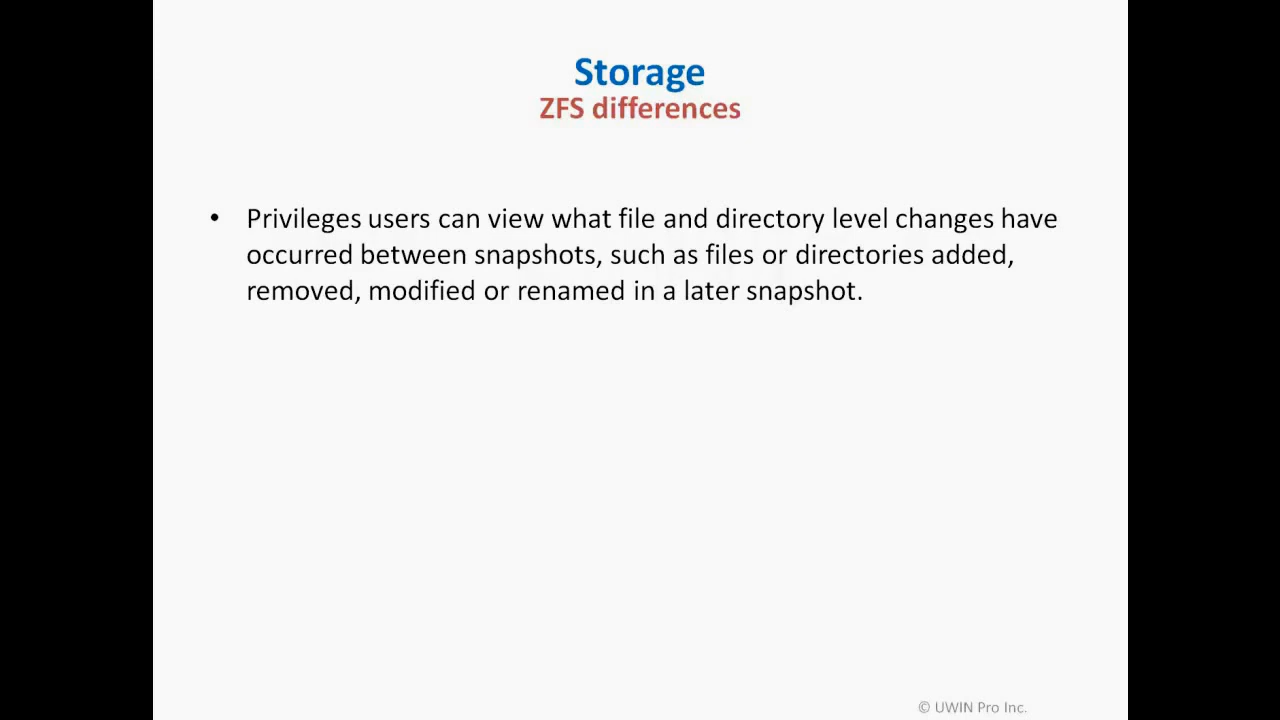 Storage
ZFS differences
• Privileges users can view what file and directory level changes have
occurred between snapshots, such as files or directories added,
removed, modified or renamed in a later snapshot.
© UWIN Pro Inc.